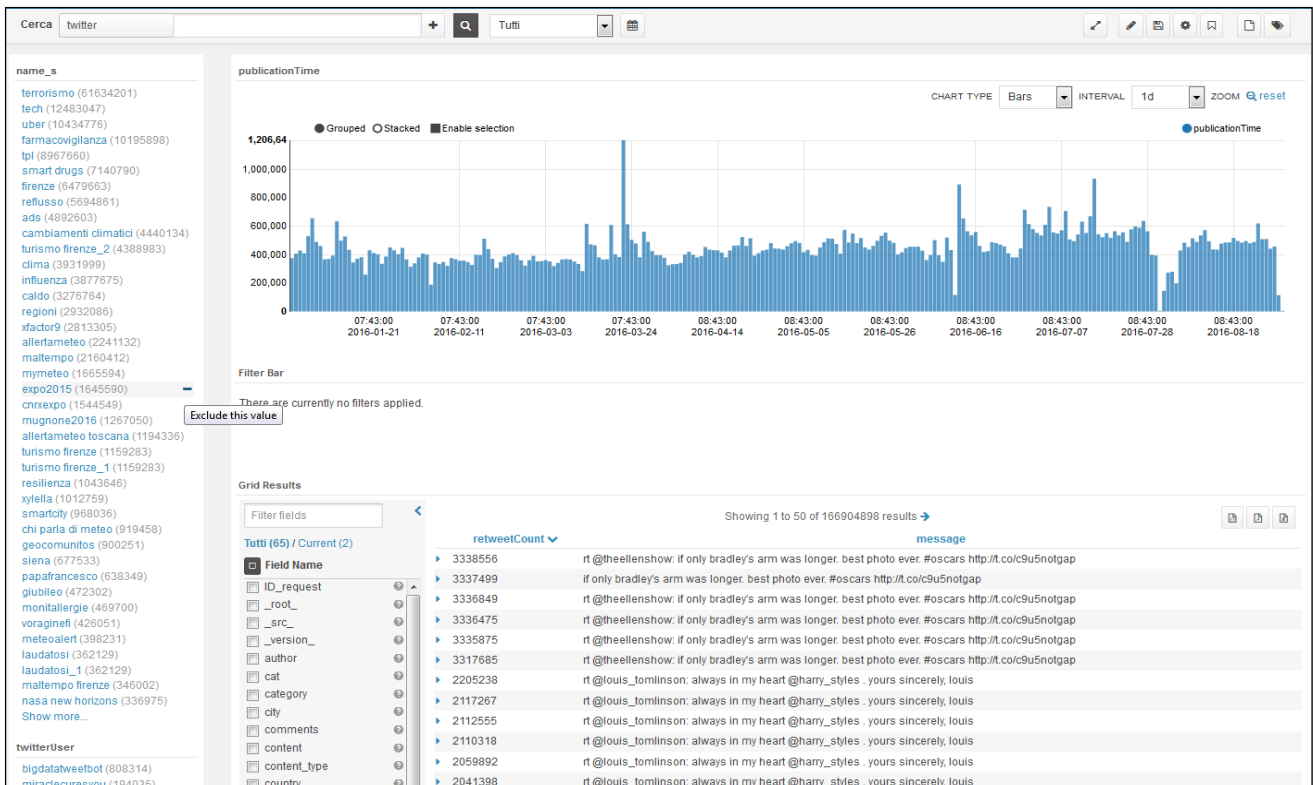 Cerca twitter Tutti
name_s
terrorismo (61634201)
tech (12483047)
uber (10434776)
farmacovigilanza (10195898)
tpl (8967660)
smart drugs (7140790)
firenze (6479663)
reflusso (5694861)
ads (4892603)
cambiamenti climatici (4440134)
turismo firenze_2 (4388983)
clima (3931999)
influenza (3877675)
caldo (3276764)
regioni (2932086)
xfactor9 (2813305)
allertameteo (2241132)
maltempo (2160412)
mymeteo (1665594)
expo2015 (1645590)
cnrxexpo (1544549)
mugnone2016 (1267050)
allertameteo toscana (1194336)
turismo firenze (1159283)
turismo firenze_1 (1159283)
resilienza (1043646)
xylella (1012759)
smartcity (968036)
chi parla di meteo (919458)
geocomunitos (900251)
siena (677533)
papafrancesco (638349)
giubileo (472302)
monitallergie (469700)
voraginefi (426051)
meteoalert (398231)
laudatosi (362129)
laudatosi_1 (362129)
maltempo firenze (346002)
nasa new horizons (336975)
Show more...
Exclude this value
twitterUser
bigdatatweetbot (808314)
miraclecuresyou (194025)
publicationTime
CHART TYPE Bars INTERVAL 1d ZOOM reset
Grouped Stacked Enable selection publicationTime
1,206,64
1,000,000
800,000
600,000
400,000
200,000
0
07:43:00 07:43:00 07:43:00 07:43:00 08:43:00 08:43:00 08:43:00 08:43:00 08:43:00 08:43:00 08:43:00
2016-01-21 2016-02-11 2016-03-03 2016-03-24 2016-04-14 2016-05-05 2016-05-26 2016-06-16 2016-07-07 2016-07-28 2016-08-18
Filter Bar
There are currently no filters applied.
Grid Results
Filter fields
Tutti (65) / Current (2)
Field Name
ID_request
_root_
_src_
_version_
author
cat
category
city
comments
content
content_type
country
Showing 1 to 50 of 166904898 results
retweetCount message
3338556 rt @theellenshow: if only bradley's arm was longer. best photo ever. #oscars http://t.co/c9u5notgap
3337499 if only bradley's arm was longer. best photo ever. #oscars http://t.co/c9u5notgap
3336849 rt @theellenshow: if only bradley's arm was longer. best photo ever. #oscars http://t.co/c9u5notgap
3336475 rt @theellenshow: if only bradley's arm was longer. best photo ever. #oscars http://t.co/c9u5notgap
3335875 rt @theellenshow: if only bradley's arm was longer. best photo ever. #oscars http://t.co/c9u5notgap
3317685 rt @theellenshow: if only bradley's arm was longer. best photo ever. #oscars http://t.co/c9u5notgap
2205238 rt @louis_tomlinson: always in my heart @harry_styles . yours sincerely, louis
2117267 rt @louis_tomlinson: always in my heart @harry_styles . yours sincerely, louis
2112555 rt @louis_tomlinson: always in my heart @harry_styles . yours sincerely, louis
2110318 rt @louis_tomlinson: always in my heart @harry_styles . yours sincerely, louis
2059892 rt @louis_tomlinson: always in my heart @harry_styles . yours sincerely, louis
2041398 rt @louis_tomlinson: always in my heart @harry_styles . yours sincerely, louis